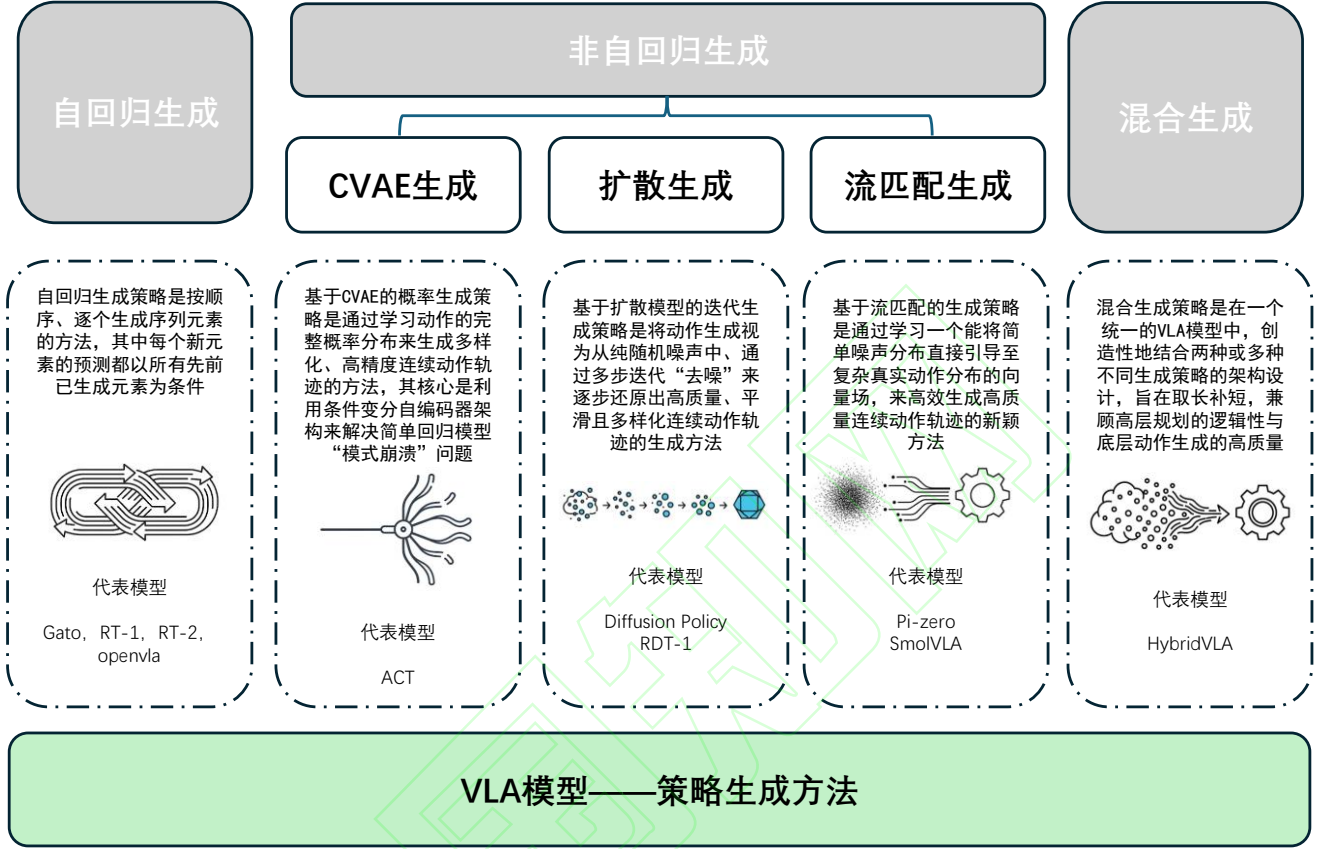 自回归生成
非自回归生成
混合生成
CVAE生成
扩散生成
流匹配生成
自回归生成策略是按顺
序、逐个生成序列元素
的方法，其中每个新元
素的预测都以所有先前
已生成元素为条件
代表模型
Gato，RT-1，RT-2，
openvla
基于CVAE的概率生成策
略是通过学习动作的完
整概率分布来生成多样
化、高精度连续动作轨
迹的方法，其核心是利
用条件变分自编码器架
构来解决简单回归模型
“模式崩溃”问题
代表模型
ACT
基于扩散模型的迭代生
成策略是将动作生成视
为从纯随机噪声中、通
过多步迭代“去噪”来
逐步还原出高质量、平
滑且多样化连续动作轨
迹的生成方法
代表模型
Diffusion Policy
RDT-1
基于流匹配的生成策略
是通过学习一个能将简
单噪声分布直接引导至
复杂真实动作分布的向
量场，来高效生成高质
量连续动作轨迹的新颖
方法
代表模型
Pi-zero
SmolVLA
混合生成策略是在一个
统一的VLA模型中，创
造性地结合两种或多种
不同生成策略的架构设
计，旨在取长补短，兼
顾高层规划的逻辑性与
底层动作生成的高质量
代表模型
HybridVLA
VLA模型——策略生成方法